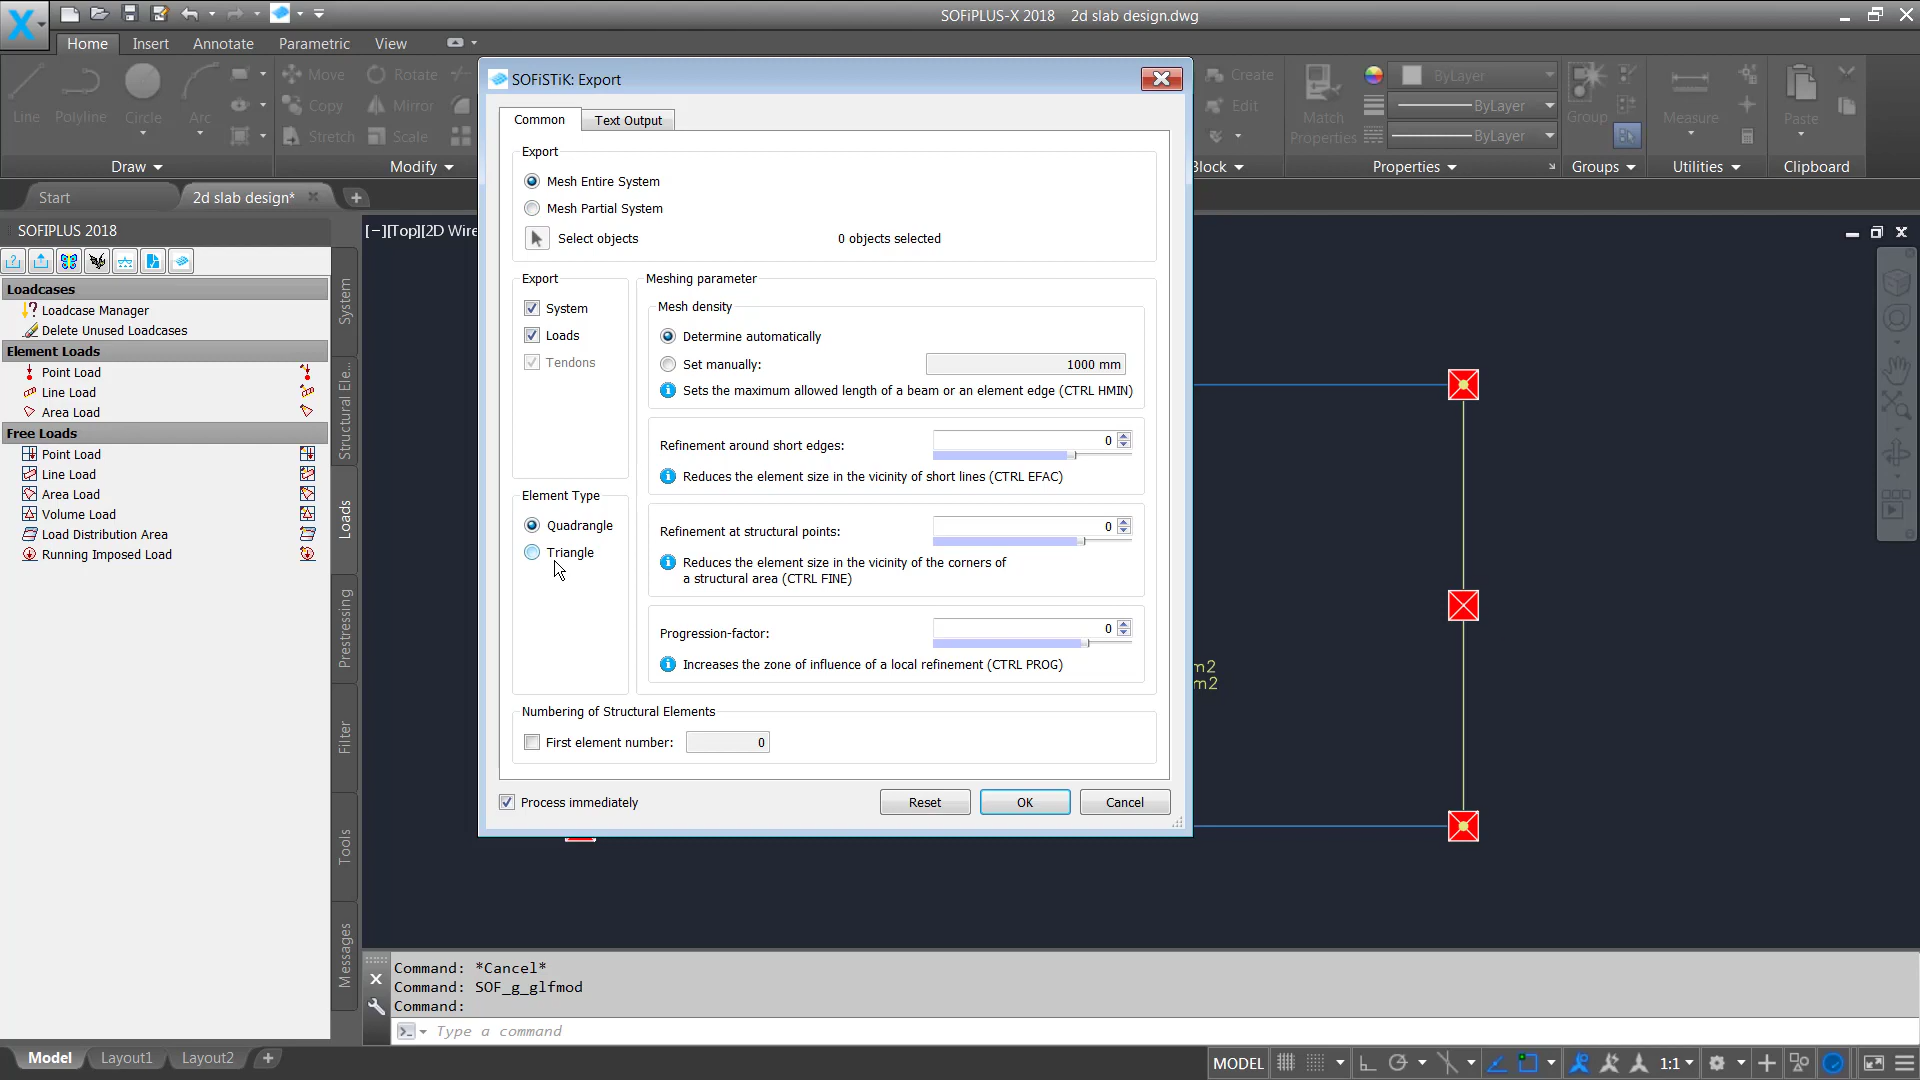 SOFiPLUS-X 2018 2d slab design.dwg
Home Insert Annotate Parametric View
Line Polyline Circle Arc
Move Rotate
Copy Mirror
Stretch Scale
Draw Modify
Create
Edit
Block
Match
Properties
ByLayer
ByLayer
ByLayer
Properties
Group
Groups
Measure
Utilities
Paste
Clipboard
Start 2d slab design*
SOFIPLUS 2018
[−][Top][2D Wire
Loadcases
Loadcase Manager
Delete Unused Loadcases
Element Loads
Point Load
Line Load
Area Load
Free Loads
Point Load
Line Load
Area Load
Volume Load
Load Distribution Area
Running Imposed Load
System
Structural Ele...
Loads
Prestressing
Filter
Tools
Messages
SOFiSTiK: Export
Common Text Output
Export
Mesh Entire System
Mesh Partial System
Select objects 0 objects selected
Export
System
Loads
Tendons
Element Type
Quadrangle
Triangle
Meshing parameter
Mesh density
Determine automatically
Set manually: 1000 mm
Sets the maximum allowed length of a beam or an element edge (CTRL HMIN)
Refinement around short edges: 0
Reduces the element size in the vicinity of short lines (CTRL EFAC)
Refinement at structural points: 0
Reduces the element size in the vicinity of the corners of
a structural area (CTRL FINE)
Progression-factor: 0
Increases the zone of influence of a local refinement (CTRL PROG)
Numbering of Structural Elements
First element number: 0
Process immediately Reset OK Cancel
m2
m2
Command: *Cancel*
Command: SOF_g_glfmod
Command:
Type a command
Model Layout1 Layout2
MODEL 1:1